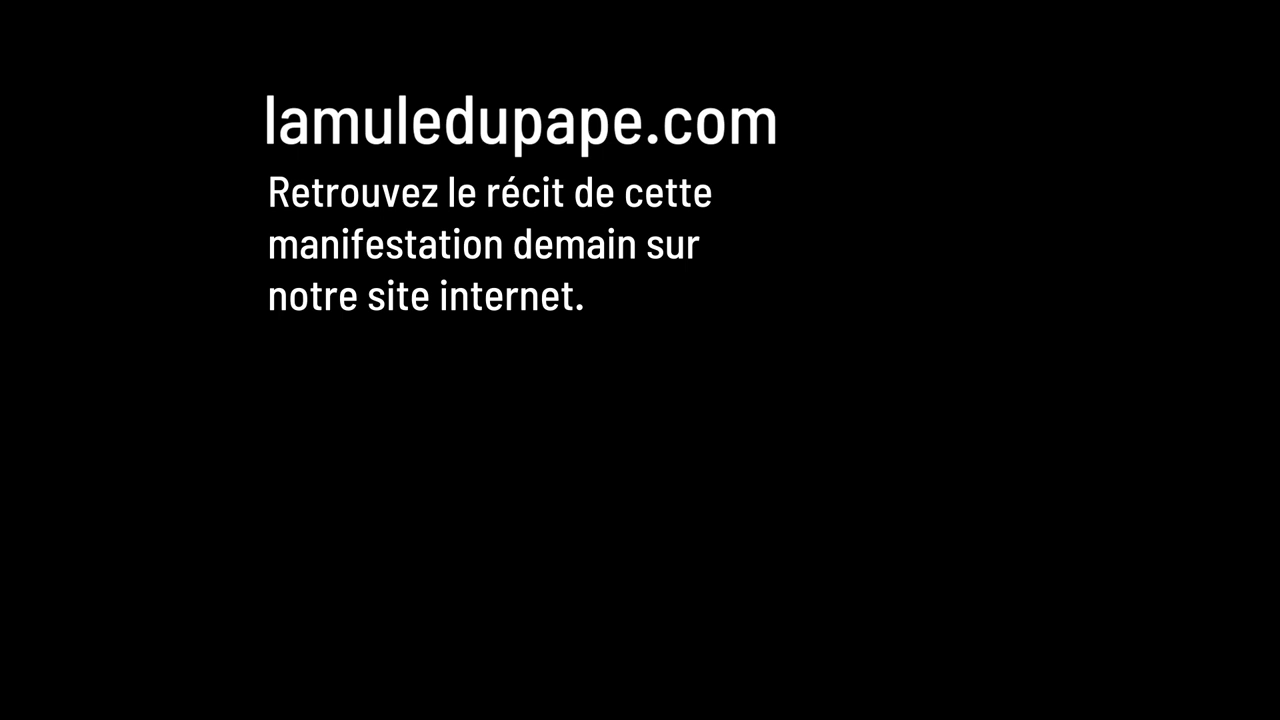 lamuledupape.com
Retrouvez le récit de cette
manifestation demain sur
notre site internet.